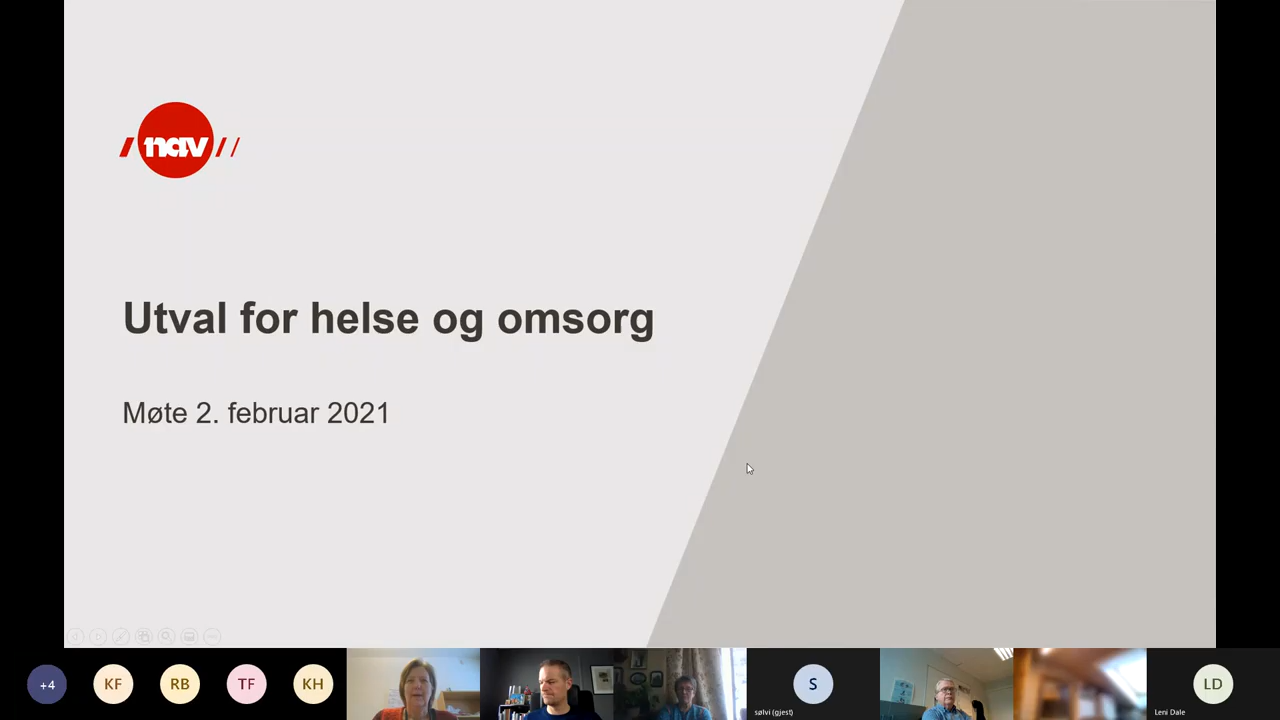 nav
Utval for helse og omsorg
Møte 2. februar 2021
+4
KF
RB
TF
KH
S
sølvi (gjest)
LD
Leni Dale